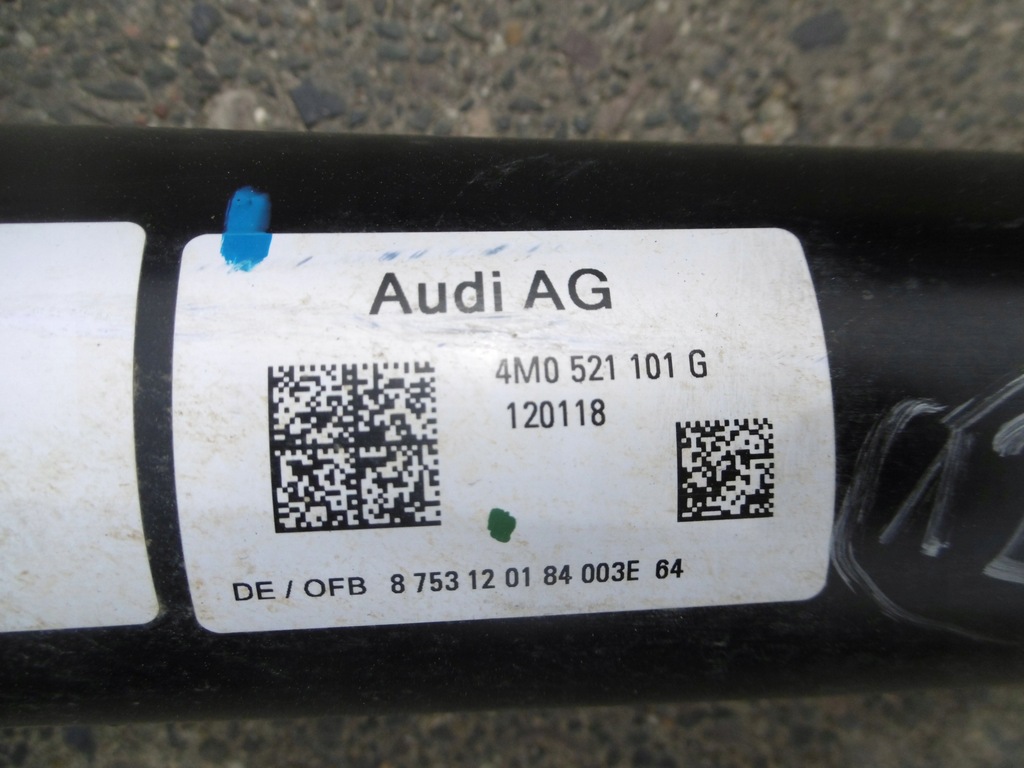 Audi AG
4M0 521 101 G
120118
DE / OFB 8 753 12 01 84 003E 64